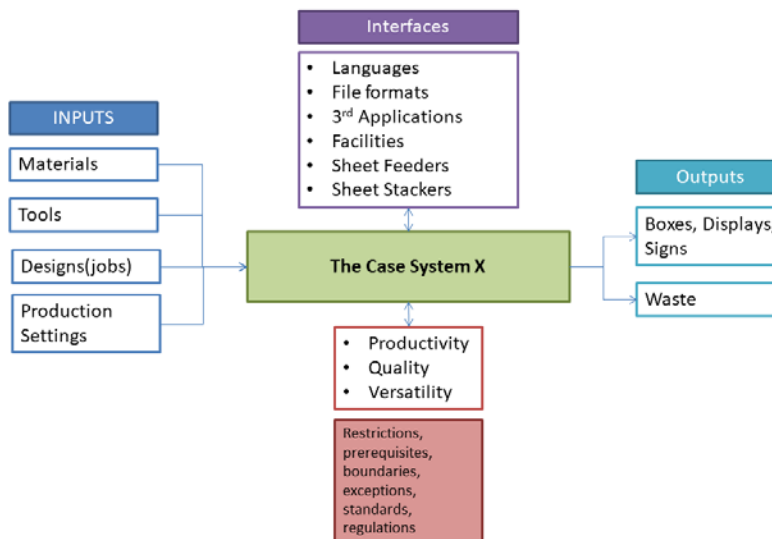 Interfaces
• Languages
• File formats
• 3rd Applications
• Facilities
• Sheet Feeders
• Sheet Stackers
INPUTS
Materials
Tools
Designs(jobs)
Production
Settings
The Case System X
Outputs
Boxes, Displays,
Signs
Waste
• Productivity
• Quality
• Versatility
Restrictions,
prerequisites,
boundaries,
exceptions,
standards,
regulations